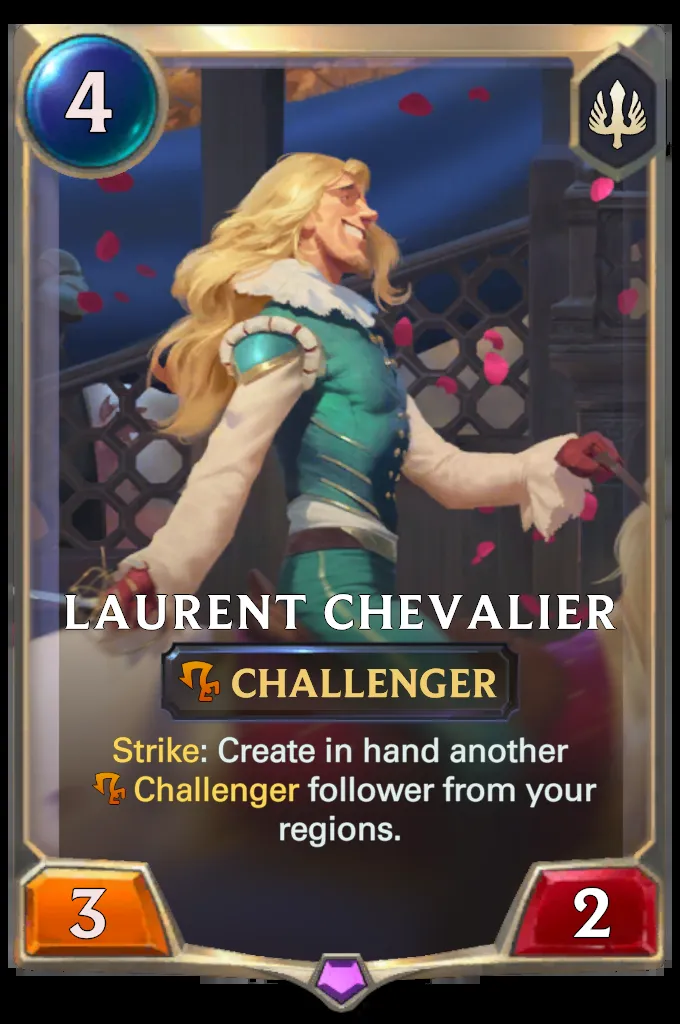 4
LAURENT CHEVALIER
CHALLENGER
Strike: Create in hand another
Challenger follower from your
regions.
3 2